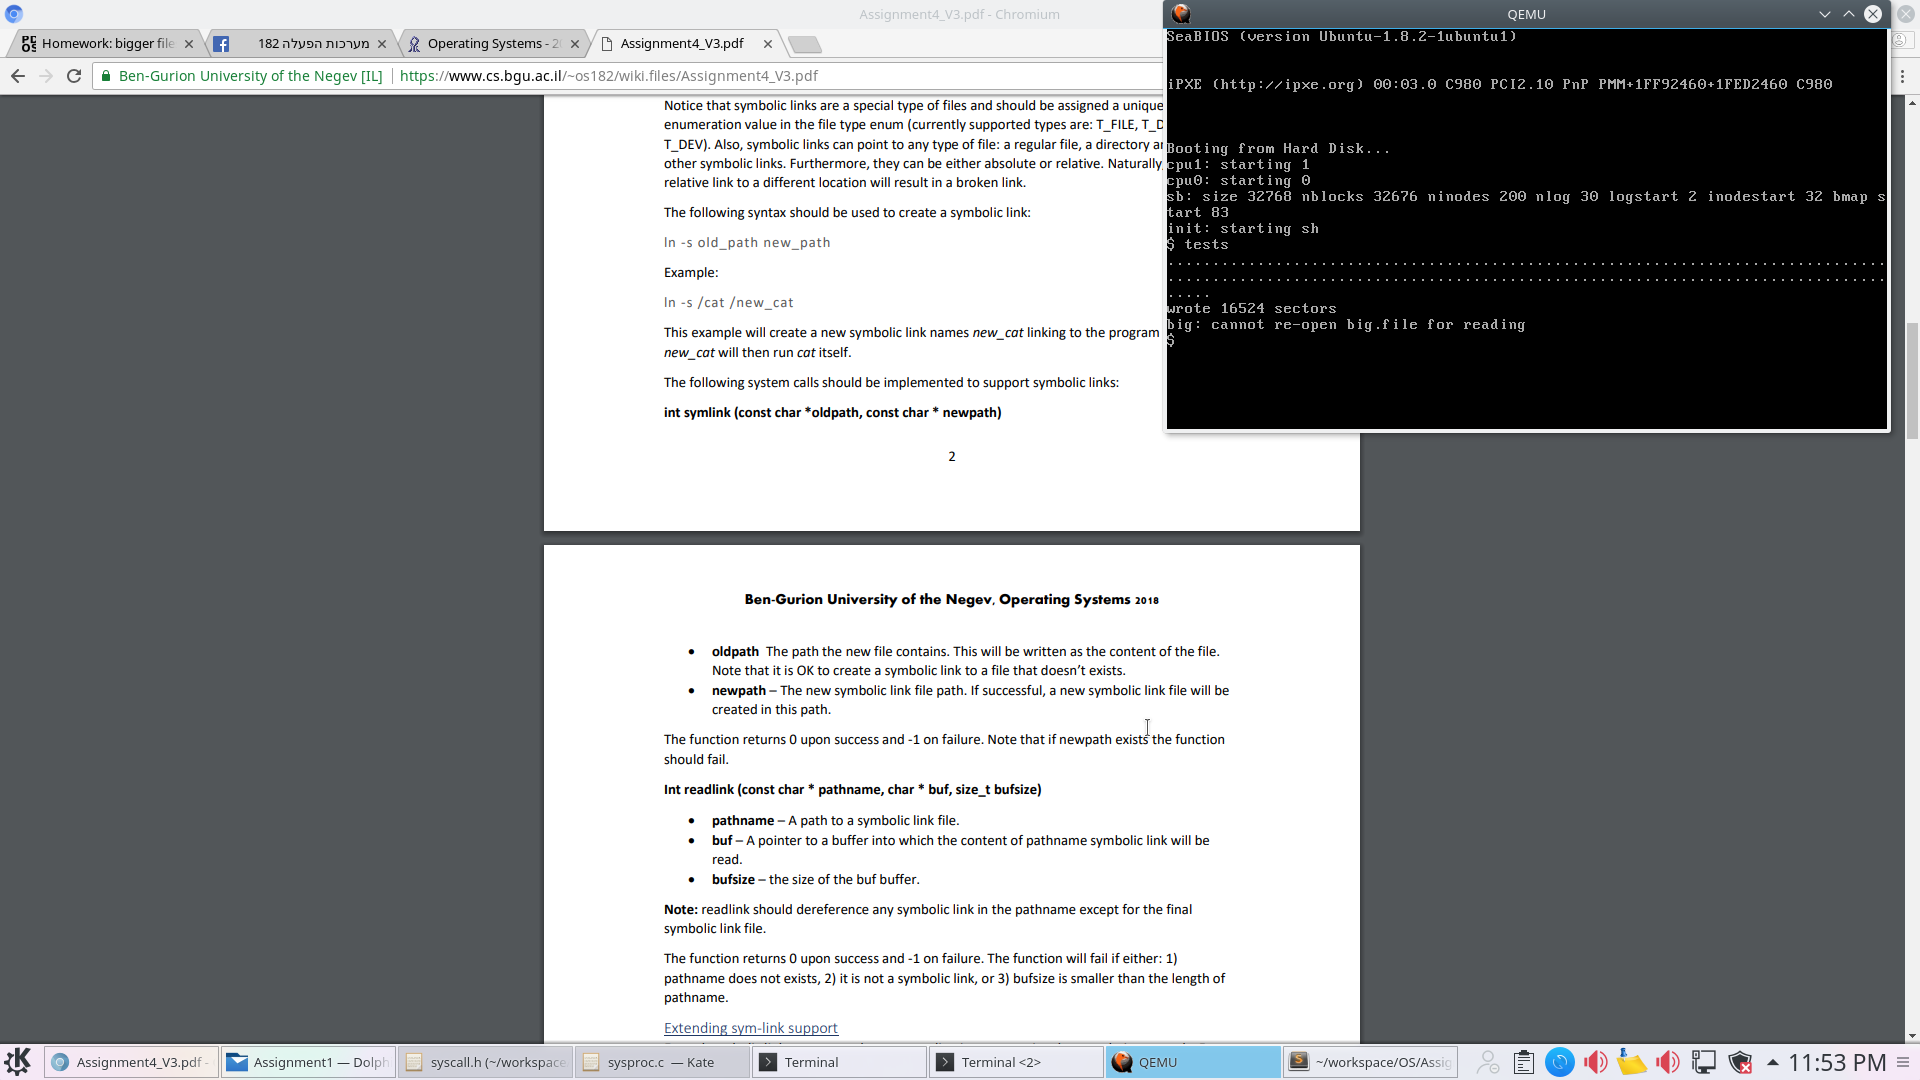 Assignment4_V3.pdf - Chromium
Homework: bigger file
מערכות הפעלה 182
Operating Systems - 2
Assignment4_V3.pdf
Ben-Gurion University of the Negev [IL]
https://www.cs.bgu.ac.il/~os182/wiki.files/Assignment4_V3.pdf
Notice that symbolic links are a special type of files and should be assigned a unique
enumeration value in the file type enum (currently supported types are: T_FILE, T_D
T_DEV). Also, symbolic links can point to any type of file: a regular file, a directory a
other symbolic links. Furthermore, they can be either absolute or relative. Naturally,
relative link to a different location will result in a broken link.
The following syntax should be used to create a symbolic link:
ln -s old_path new_path
Example:
ln -s /cat /new_cat
This example will create a new symbolic link names new_cat linking to the program
new_cat will then run cat itself.
The following system calls should be implemented to support symbolic links:
int symlink (const char *oldpath, const char * newpath)
2
QEMU
SeaBIOS (version Ubuntu-1.8.2-1ubuntu1)
iPXE (http://ipxe.org) 00:03.0 C980 PCI2.10 PnP PMM+1FF92460+1FED2460 C980
Booting from Hard Disk...
cpu1: starting 1
cpu0: starting 0
sb: size 32768 nblocks 32676 ninodes 200 nlog 30 logstart 2 inodestart 32 bmap s
tart 83
init: starting sh
$ tests
................................................................................
................................................................................
.....
wrote 16524 sectors
big: cannot re-open big.file for reading
$
Ben-Gurion University of the Negev, Operating Systems 2018
• oldpath The path the new file contains. This will be written as the content of the file.
Note that it is OK to create a symbolic link to a file that doesn’t exists.
• newpath – The new symbolic link file path. If successful, a new symbolic link file will be
created in this path.
The function returns 0 upon success and -1 on failure. Note that if newpath exists the function
should fail.
Int readlink (const char * pathname, char * buf, size_t bufsize)
• pathname – A path to a symbolic link file.
• buf – A pointer to a buffer into which the content of pathname symbolic link will be
read.
• bufsize – the size of the buf buffer.
Note: readlink should dereference any symbolic link in the pathname except for the final
symbolic link file.
The function returns 0 upon success and -1 on failure. The function will fail if either: 1)
pathname does not exists, 2) it is not a symbolic link, or 3) bufsize is smaller than the length of
pathname.
Extending sym-link support
Assignment4_V3.pdf -
Assignment1 — Dolph
syscall.h (~/workspace
sysproc.c — Kate
Terminal
Terminal <2>
QEMU
~/workspace/OS/Assig
11:53 PM